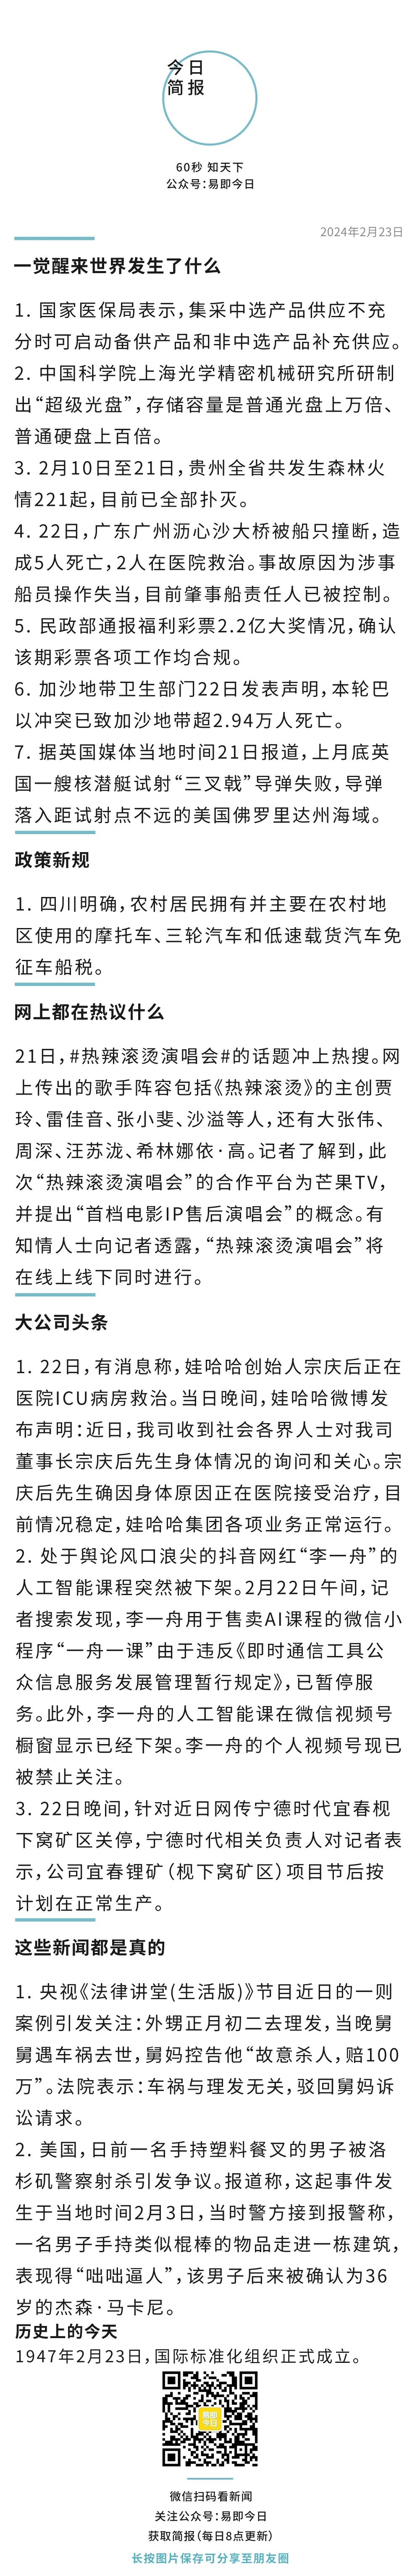 今日
简报
60秒 知天下
公众号：易即今日
2024年2月23日
一觉醒来世界发生了什么
1. 国家医保局表示，集采中选产品供应不充
分时可启动备供产品和非中选产品补充供应。
2. 中国科学院上海光学精密机械研究所研制
出“超级光盘”，存储容量是普通光盘上万倍、
普通硬盘上百倍。
3. 2月10日至21日，贵州全省共发生森林火
情221起，目前已全部扑灭。
4. 22日，广东广州沥心沙大桥被船只撞断，造
成5人死亡，2人在医院救治。事故原因为涉事
船员操作失当，目前肇事船责任人已被控制。
5. 民政部通报福利彩票2.2亿大奖情况，确认
该期彩票各项工作均合规。
6. 加沙地带卫生部门22日发表声明，本轮巴
以冲突已致加沙地带超2.94万人死亡。
7. 据英国媒体当地时间21日报道，上月底英
国一艘核潜艇试射“三叉戟”导弹失败，导弹
落入距试射点不远的美国佛罗里达州海域。
政策新规
1. 四川明确，农村居民拥有并主要在农村地
区使用的摩托车、三轮汽车和低速载货汽车免
征车船税。
网上都在热议什么
21日，#热辣滚烫演唱会#的话题冲上热搜。网
上传出的歌手阵容包括《热辣滚烫》的主创贾
玲、雷佳音、张小斐、沙溢等人，还有大张伟、
周深、汪苏泷、希林娜依·高。记者了解到，此
次“热辣滚烫演唱会”的合作平台为芒果TV，
并提出“首档电影IP售后演唱会”的概念。有
知情人士向记者透露，“热辣滚烫演唱会”将
在线上线下同时进行。
大公司头条
1. 22日，有消息称，娃哈哈创始人宗庆后正在
医院ICU病房救治。当日晚间，娃哈哈微博发
布声明：近日，我司收到社会各界人士对我司
董事长宗庆后先生身体情况的询问和关心。宗
庆后先生确因身体原因正在医院接受治疗，目
前情况稳定，娃哈哈集团各项业务正常运行。
2. 处于舆论风口浪尖的抖音网红“李一舟”的
人工智能课程突然被下架。2月22日午间，记
者搜索发现，李一舟用于售卖AI课程的微信小
程序“一舟一课”由于违反《即时通信工具公
众信息服务发展管理暂行规定》，已暂停服
务。此外，李一舟的人工智能课在微信视频号
橱窗显示已经下架。李一舟的个人视频号现已
被禁止关注。
3. 22日晚间，针对近日网传宁德时代宜春枧
下窝矿区关停，宁德时代相关负责人对记者表
示，公司宜春锂矿（枧下窝矿区）项目节后按
计划在正常生产。
这些新闻都是真的
1. 央视《法律讲堂(生活版)》节目近日的一则
案例引发关注：外甥正月初二去理发，当晚舅
舅遇车祸去世，舅妈控告他“故意杀人，赔100
万”。法院表示：车祸与理发无关，驳回舅妈诉
讼请求。
2. 美国，日前一名手持塑料餐叉的男子被洛
杉矶警察射杀引发争议。报道称，这起事件发
生于当地时间2月3日，当时警方接到报警称，
一名男子手持类似棍棒的物品走进一栋建筑，
表现得“咄咄逼人”，该男子后来被确认为36
岁的杰森·马卡尼。
历史上的今天
1947年2月23日，国际标准化组织正式成立。
易即
今日
微信扫码看新闻
关注公众号：易即今日
获取简报（每日8点更新）
长按图片保存可分享至朋友圈